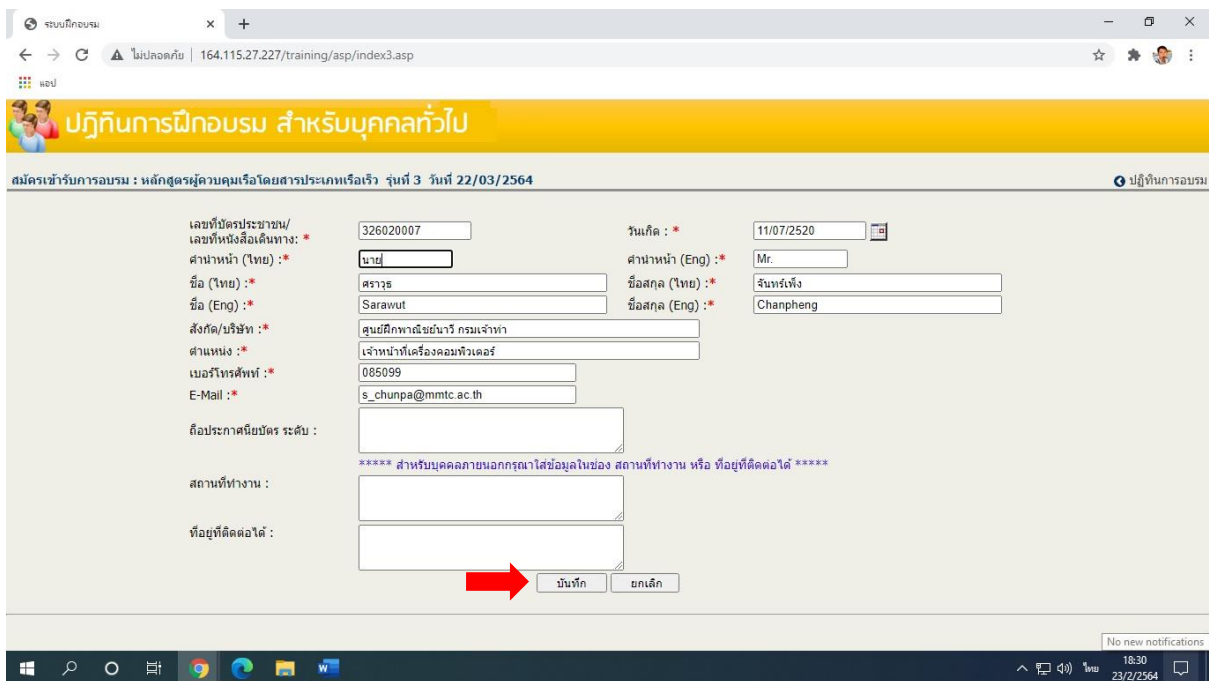 ระบบฝึกอบรม
ไม่ปลอดภัย | 164.115.27.227/training/asp/index3.asp
แอป
ปฏิทินการฝึกอบรม สำหรับบุคคลทั่วไป
สมัครเข้ารับการอบรม : หลักสูตรผู้ควบคุมเรือโดยสารประเภทเรือเร็ว รุ่นที่ 3 วันที่ 22/03/2564
ปฏิทินการอบรม
เลขที่บัตรประชาชน/
เลขที่หนังสือเดินทาง: * 326020007 วันเกิด : * 11/07/2520
คำนำหน้า (ไทย) :* นาย คำนำหน้า (Eng) :* Mr.
ชื่อ (ไทย) :* ศราวุธ ชื่อสกุล (ไทย) :* จันทร์เพ็ง
ชื่อ (Eng) :* Sarawut ชื่อสกุล (Eng) :* Chanpheng
สังกัด/บริษัท :* ศูนย์ฝึกพาณิชย์นาวี กรมเจ้าท่า
ตำแหน่ง :* เจ้าหน้าที่เครื่องคอมพิวเตอร์
เบอร์โทรศัพท์ :* 085099
E-Mail :* s_chunpa@mmtc.ac.th
ถือประกาศนียบัตร ระดับ :
***** สำหรับบุคคลภายนอกกรุณาใส่ข้อมูลในช่อง สถานที่ทำงาน หรือ ที่อยู่ที่ติดต่อได้ *****
สถานที่ทำงาน :
ที่อยู่ที่ติดต่อได้ :
บันทึก ยกเลิก
No new notifications
ไทย 18:30
23/2/2564